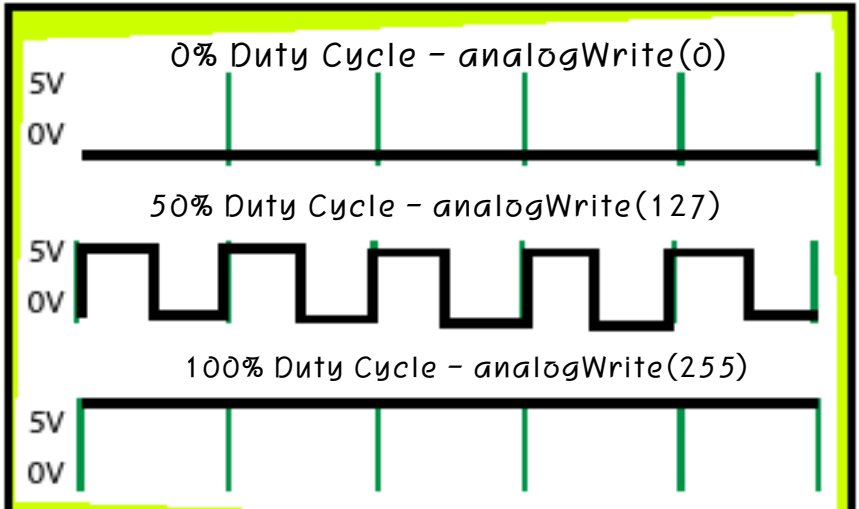 0% Duty Cycle - analogWrite(0)
5V
0V
50% Duty Cycle - analogWrite(127)
5V
0V
100% Duty Cycle - analogWrite(255)
5V
0V